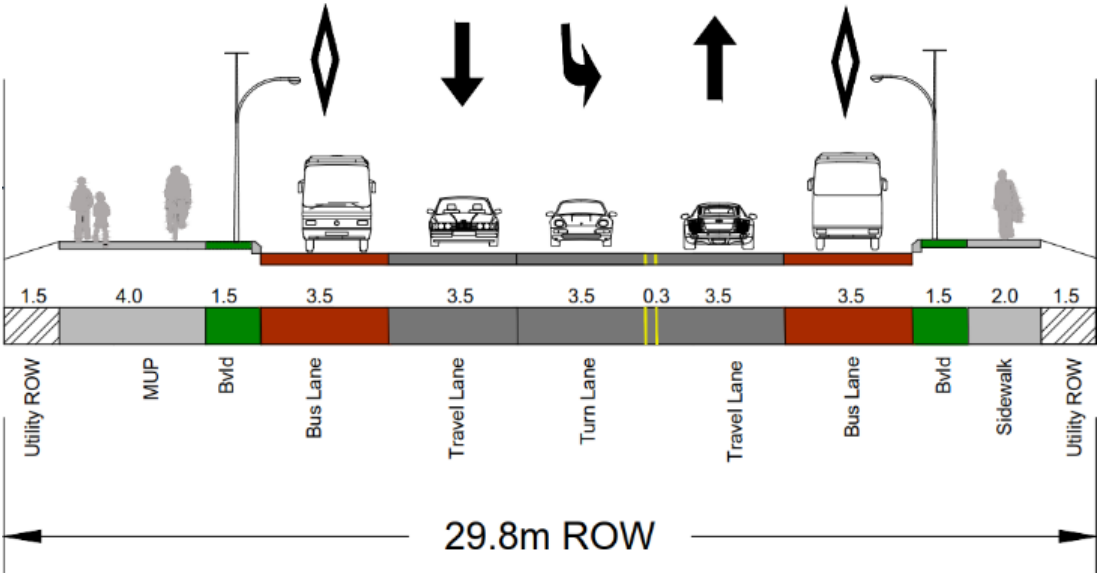 1.5 4.0 1.5 3.5 3.5 3.5 0.3 3.5 3.5 1.5 2.0 1.5
Utility ROW
MUP
Bvld
Bus Lane
Travel Lane
Turn Lane
Travel Lane
Bus Lane
Bvld
Sidewalk
Utility ROW
29.8m ROW